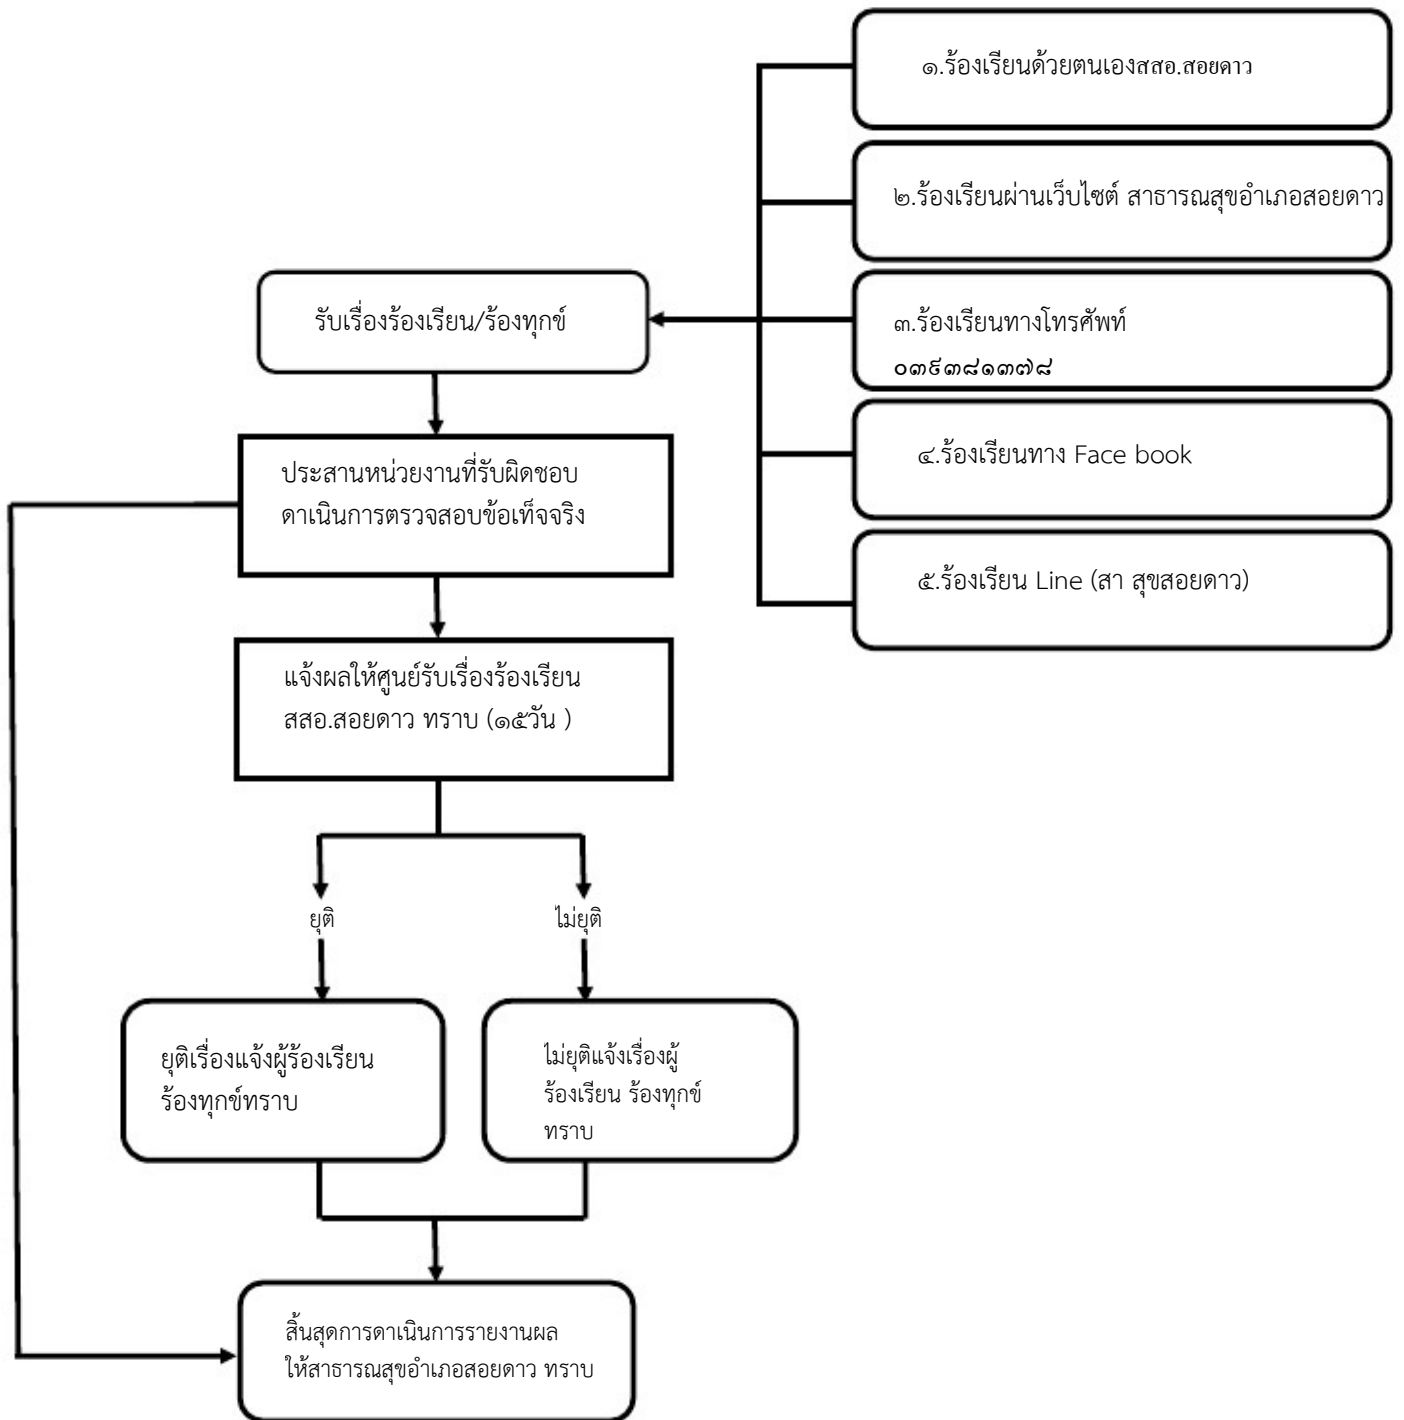 ๑.ร้องเรียนด้วยตนเองสสอ.สอยดาว
๒.ร้องเรียนผ่านเว็บไซต์ สาธารณสุขอำเภอสอยดาว
๓.ร้องเรียนทางโทรศัพท์
๐๓๙๓๘๑๓๗๘
๔.ร้องเรียนทาง Face book
๕.ร้องเรียน Line (สา สุขสอยดาว)
รับเรื่องร้องเรียน/ร้องทุกข์
ประสานหน่วยงานที่รับผิดชอบ
ดาเนินการตรวจสอบข้อเท็จจริง
แจ้งผลให้ศูนย์รับเรื่องร้องเรียน
สสอ.สอยดาว ทราบ (๑๕วัน )
ยุติ
ไม่ยุติ
ยุติเรื่องแจ้งผู้ร้องเรียน
ร้องทุกข์ทราบ
ไม่ยุติแจ้งเรื่องผู้
ร้องเรียน ร้องทุกข์
ทราบ
สิ้นสุดการดาเนินการรายงานผล
ให้สาธารณสุขอำเภอสอยดาว ทราบ